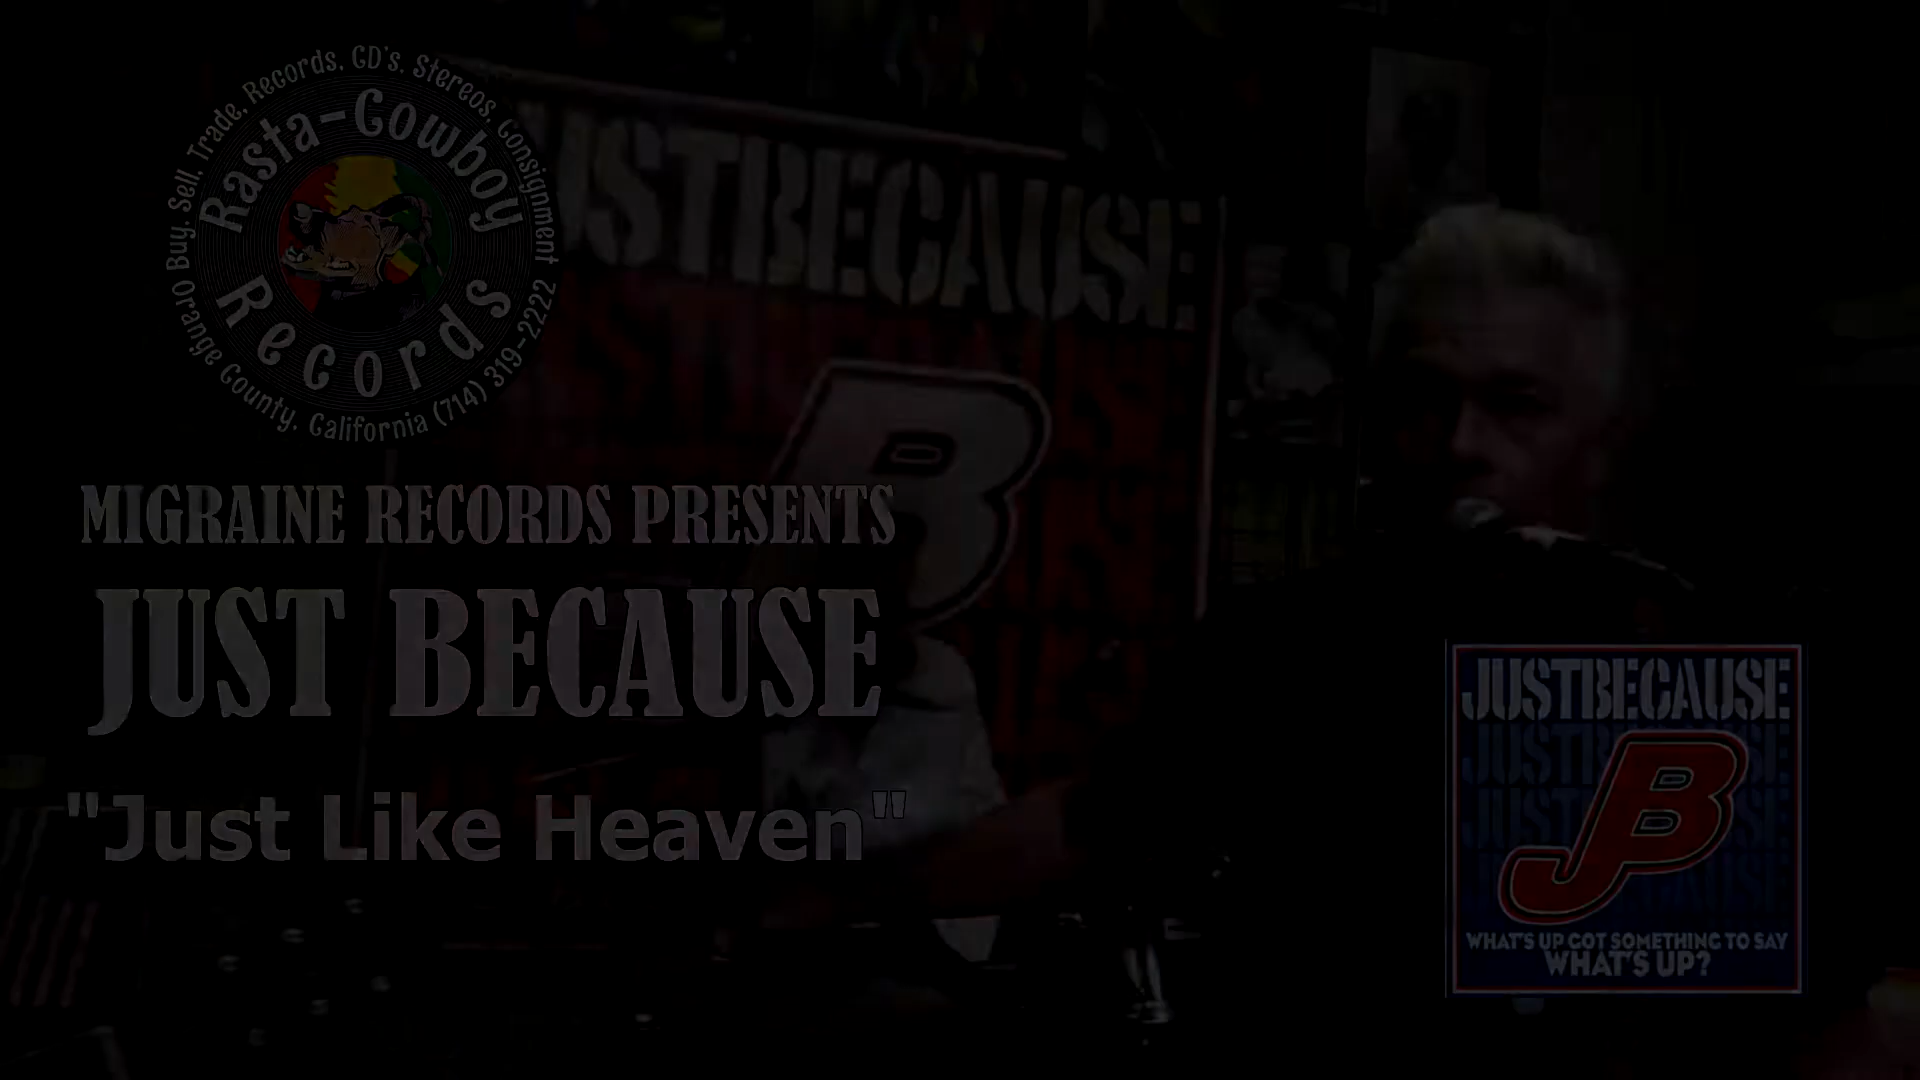 Buy, Sell, Trade, Records, CD's, Stereos, Consignment
Rasta-Cowboy
Records
Orange County, California (714) 319-2222
JUSTBECAUSE
B
MIGRAINE RECORDS PRESENTS
JUST BECAUSE
"Just Like Heaven"
JUSTBECAUSE
JB
WHAT'S UP GOT SOMETHING TO SAY
WHAT'S UP?